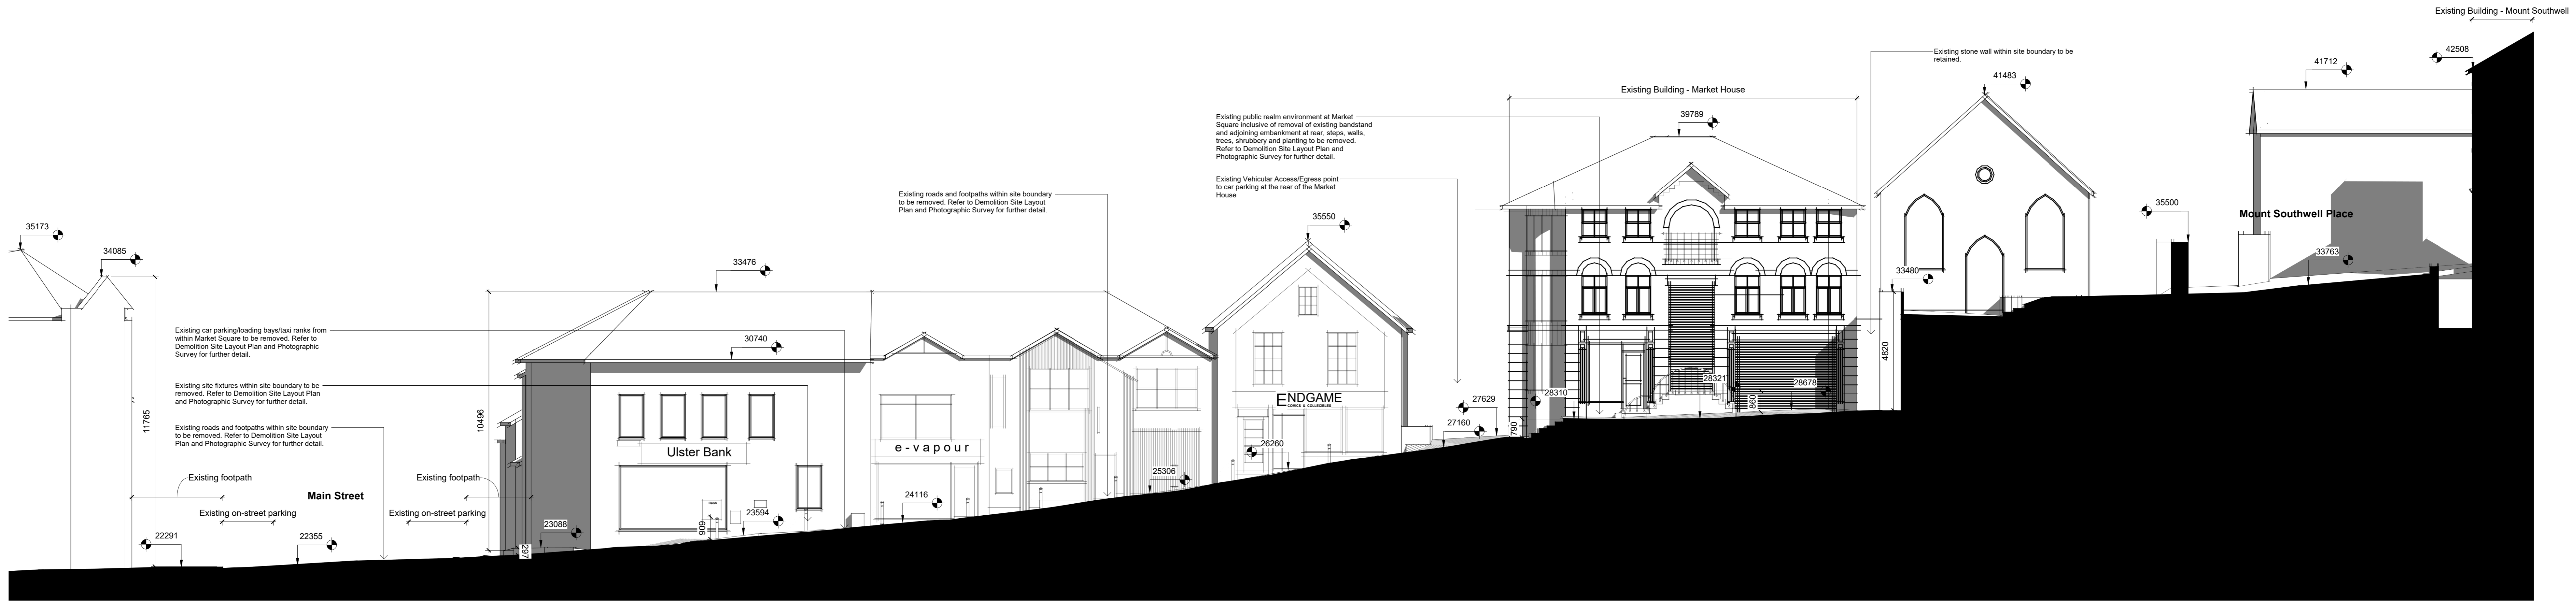 Existing Building - Mount Southwell
42508
41712
Existing stone wall within site boundary to be
retained.
41483
Existing Building - Market House
39789
Existing public realm environment at Market
Square inclusive of removal of existing bandstand
and adjoining embankment at rear, steps, walls,
trees, shrubbery and planting to be removed.
Refer to Demolition Site Layout Plan and
Photographic Survey for further detail.
Existing Vehicular Access/Egress point
to car parking at the rear of the Market
House
Existing roads and footpaths within site boundary
to be removed. Refer to Demolition Site Layout
Plan and Photographic Survey for further detail.
35550
35500
Mount Southwell Place
33763
33480
35173
34085
33476
30740
Existing car parking/loading bays/taxi ranks from
within Market Square to be removed. Refer to
Demolition Site Layout Plan and Photographic
Survey for further detail.
Existing site fixtures within site boundary to be
removed. Refer to Demolition Site Layout Plan
and Photographic Survey for further detail.
Existing roads and footpaths within site boundary
to be removed. Refer to Demolition Site Layout
Plan and Photographic Survey for further detail.
11765
10496
4820
28321
28678
28310
860
790
27629
27160
ENDGAME
COMICS & COLLECIBLES
26260
25306
e-vapour
24116
Ulster Bank
23594
609
Existing footpath
Existing footpath
Main Street
Existing on-street parking
Existing on-street parking
23088
297
22291
22355